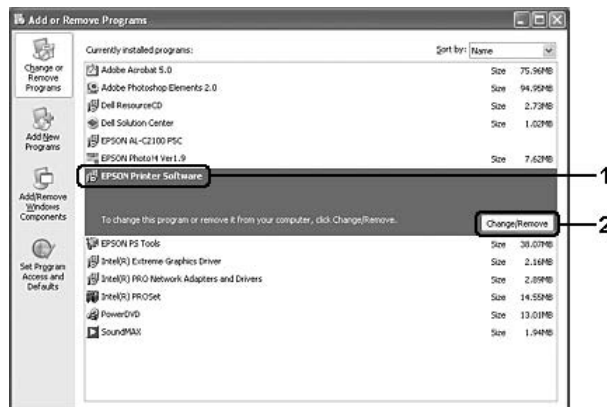 Add or Remove Programs
Change or
Remove
Programs
Add New
Programs
Add/Remove
Windows
Components
Set Program
Access and
Defaults
Currently installed programs:
Sort by: Name
Adobe Acrobat 5.0 Size 75.96MB
Adobe Photoshop Elements 2.0 Size 94.95MB
Dell ResourceCD Size 2.73MB
Dell Solution Center Size 1.02MB
EPSON AL-C2100 PSC
EPSON Photo!4 Ver1.9 Size 7.62MB
EPSON Printer Software 1
To change this program or remove it from your computer, click Change/Remove.
Change/Remove 2
EPSON PS Tools Size 38.07MB
Intel(R) Extreme Graphics Driver Size 2.16MB
Intel(R) PRO Network Adapters and Drivers Size 2.89MB
Intel(R) PROSet Size 14.55MB
PowerDVD Size 13.01MB
SoundMAX Size 1.94MB